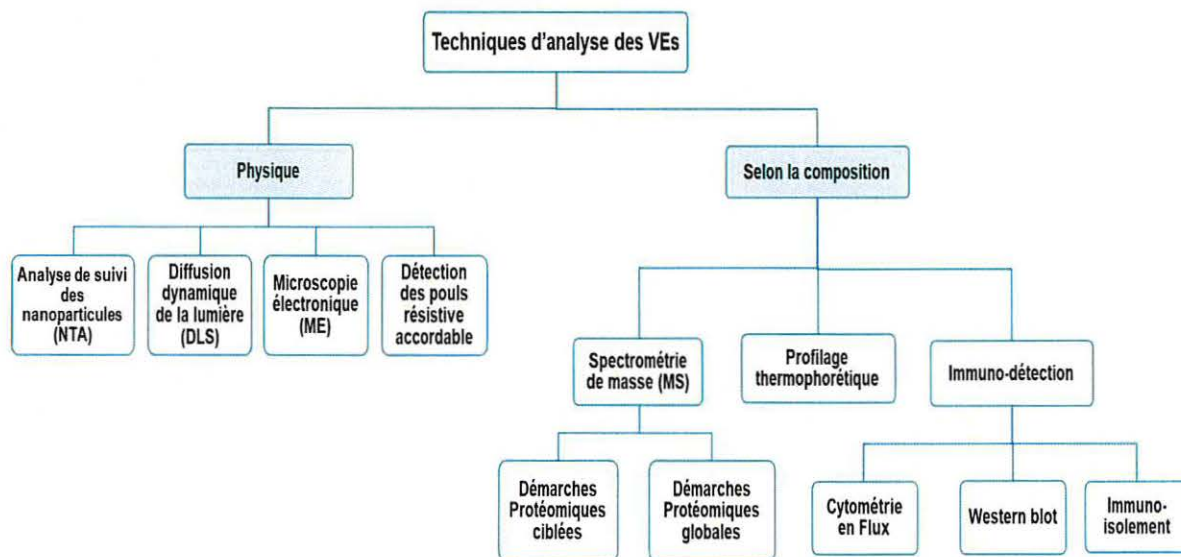 Techniques d'analyse des VEs
Physique
Selon la composition
Analyse de suivi
des
nanoparticules
(NTA)
Diffusion
dynamique
de la lumière
(DLS)
Microscopie
électronique
(ME)
Détection
des pouls
résistive
accordable
Spectrométrie
de masse (MS)
Profilage
thermophorétique
Immuno-détection
Démarches
Protéomiques
ciblées
Démarches
Protéomiques
globales
Cytométrie
en Flux
Western blot
Immuno-
isolement